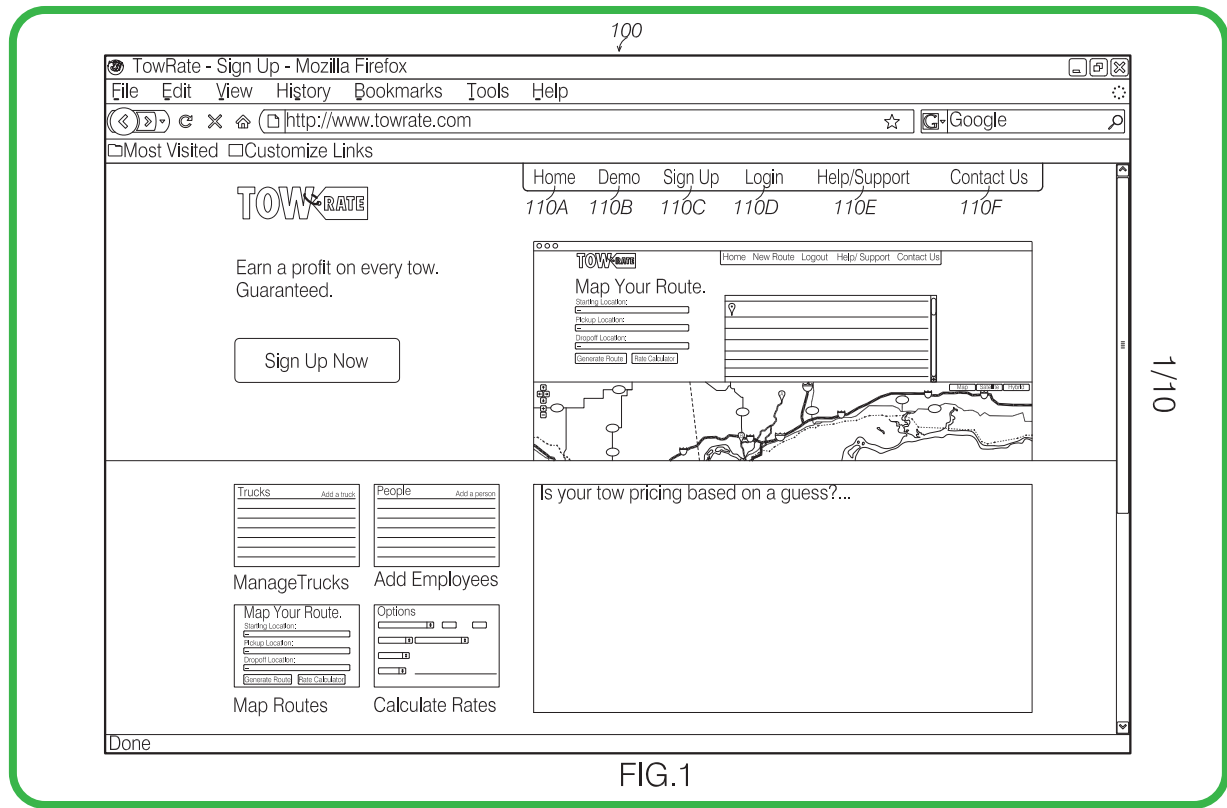 100
TowRate - Sign Up - Mozilla Firefox
File Edit View History Bookmarks Tools Help
http://www.towrate.com
G Google
Most Visited Customize Links
Home Demo Sign Up Login Help/Support Contact Us
110A 110B 110C 110D 110E 110F
TOW RATE
Earn a profit on every tow.
Guaranteed.
Sign Up Now
TOW RATE
Home New Route Logout Help/ Support Contact Us
Map Your Route.
Starting Location:
Pickup Location:
Dropoff Location:
Generate Route Rate Calculator
Map Satellite Hybrid
1/10
Trucks Add a truck
ManageTrucks
People Add a person
Add Employees
Map Your Route.
Starting Location:
Pickup Location:
Dropoff Location:
Generate Route Rate Calculator
Map Routes
Options
Calculate Rates
Is your tow pricing based on a guess?...
Done
FIG.1